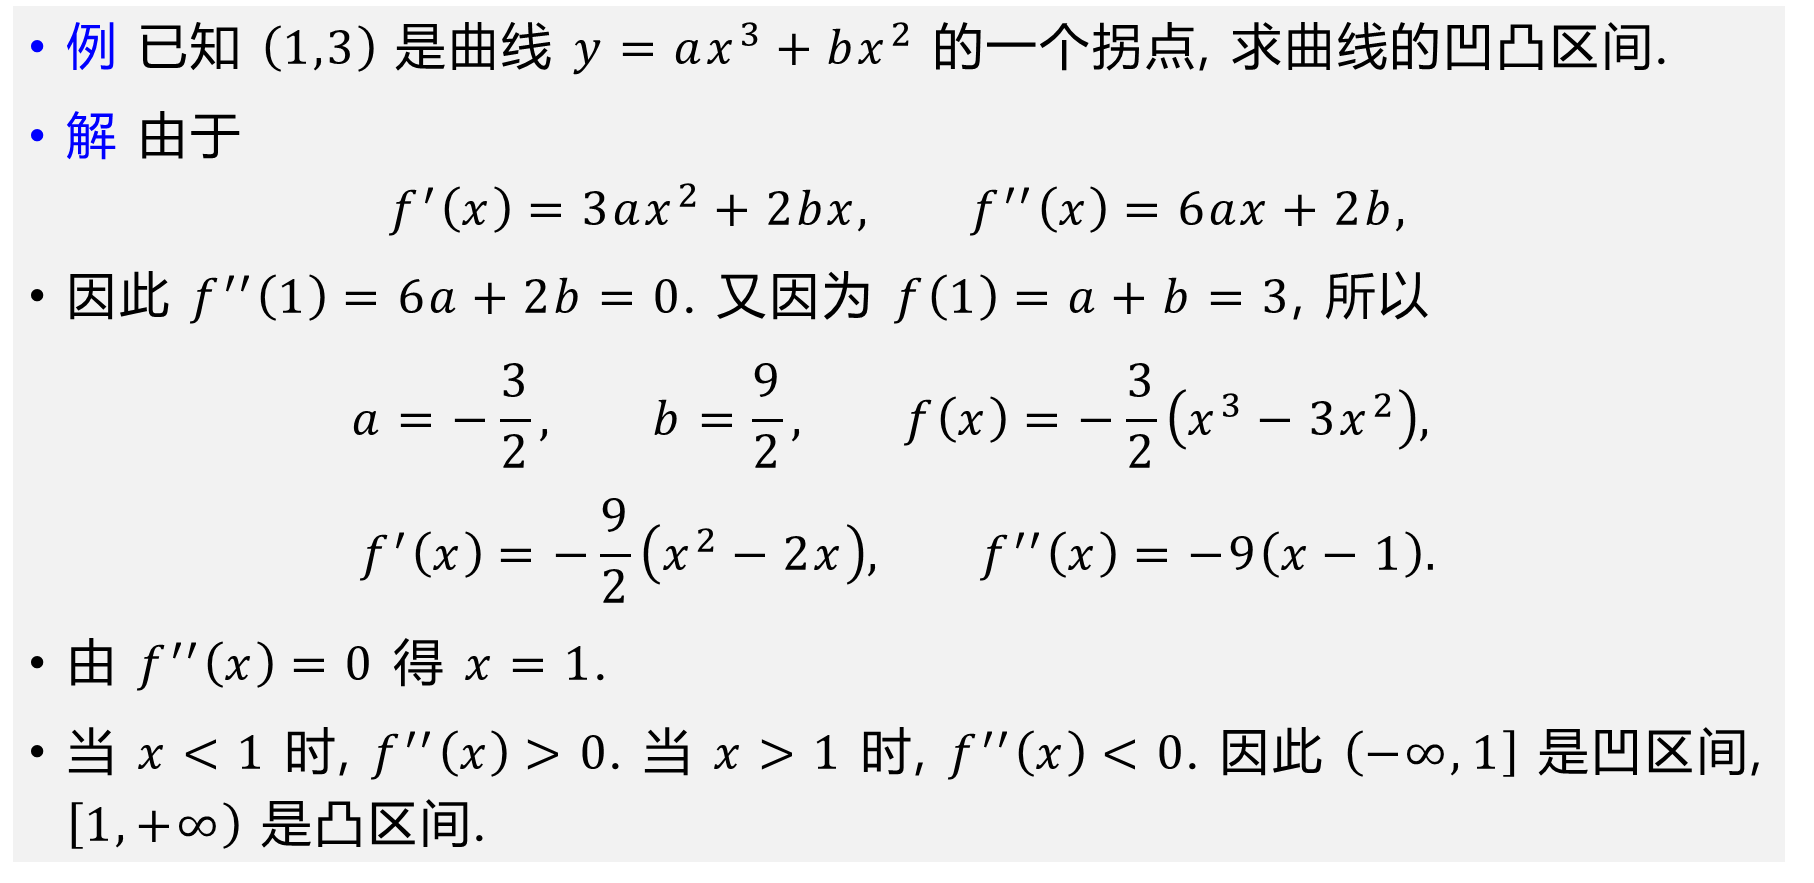 • 例 已知 (1,3) 是曲线 y = ax³ + bx² 的一个拐点, 求曲线的凹凸区间.
• 解 由于
f′(x) = 3ax² + 2bx, f′′(x) = 6ax + 2b,
• 因此 f′′(1) = 6a + 2b = 0. 又因为 f(1) = a + b = 3, 所以
a = −3/2, b = 9/2, f(x) = −3/2(x³ − 3x²),
f′(x) = −9/2(x² − 2x), f′′(x) = −9(x − 1).
• 由 f′′(x) = 0 得 x = 1.
• 当 x < 1 时, f′′(x) > 0. 当 x > 1 时, f′′(x) < 0. 因此 (−∞, 1] 是凹区间,
[1, +∞) 是凸区间.